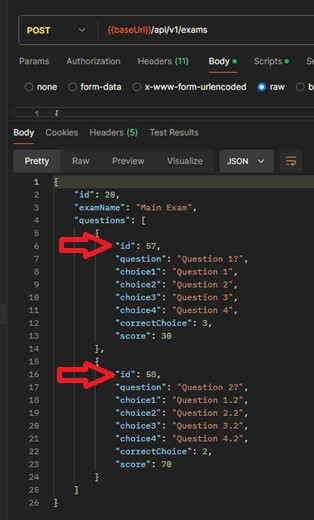 POST {{baseUrl}}/api/v1/exams
Params Authorization Headers (11) Body Scripts
none form-data x-www-form-urlencoded raw
1 {
Body Cookies Headers (5) Test Results
Pretty Raw Preview Visualize JSON
1 {
2 "id": 20,
3 "examName": "Main Exam",
4 "questions": [
5 {
6 "id": 57,
7 "question": "Question 1?",
8 "choice1": "Question 1",
9 "choice2": "Question 2",
10 "choice3": "Question 3",
11 "choice4": "Question 4",
12 "correctChoice": 3,
13 "score": 30
14 },
15 {
16 "id": 58,
17 "question": "Question 2?",
18 "choice1": "Question 1.2",
19 "choice2": "Question 2.2",
20 "choice3": "Question 3.2",
21 "choice4": "Question 4.2",
22 "correctChoice": 2,
23 "score": 70
24 }
25 ]
26 }